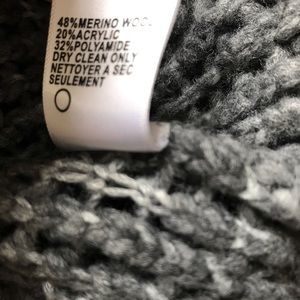 48%MERINO WOOL
20%ACRYLIC
32%POLYAMIDE
DRY CLEAN ONLY
NETTOYER A SEC
SEULEMENT